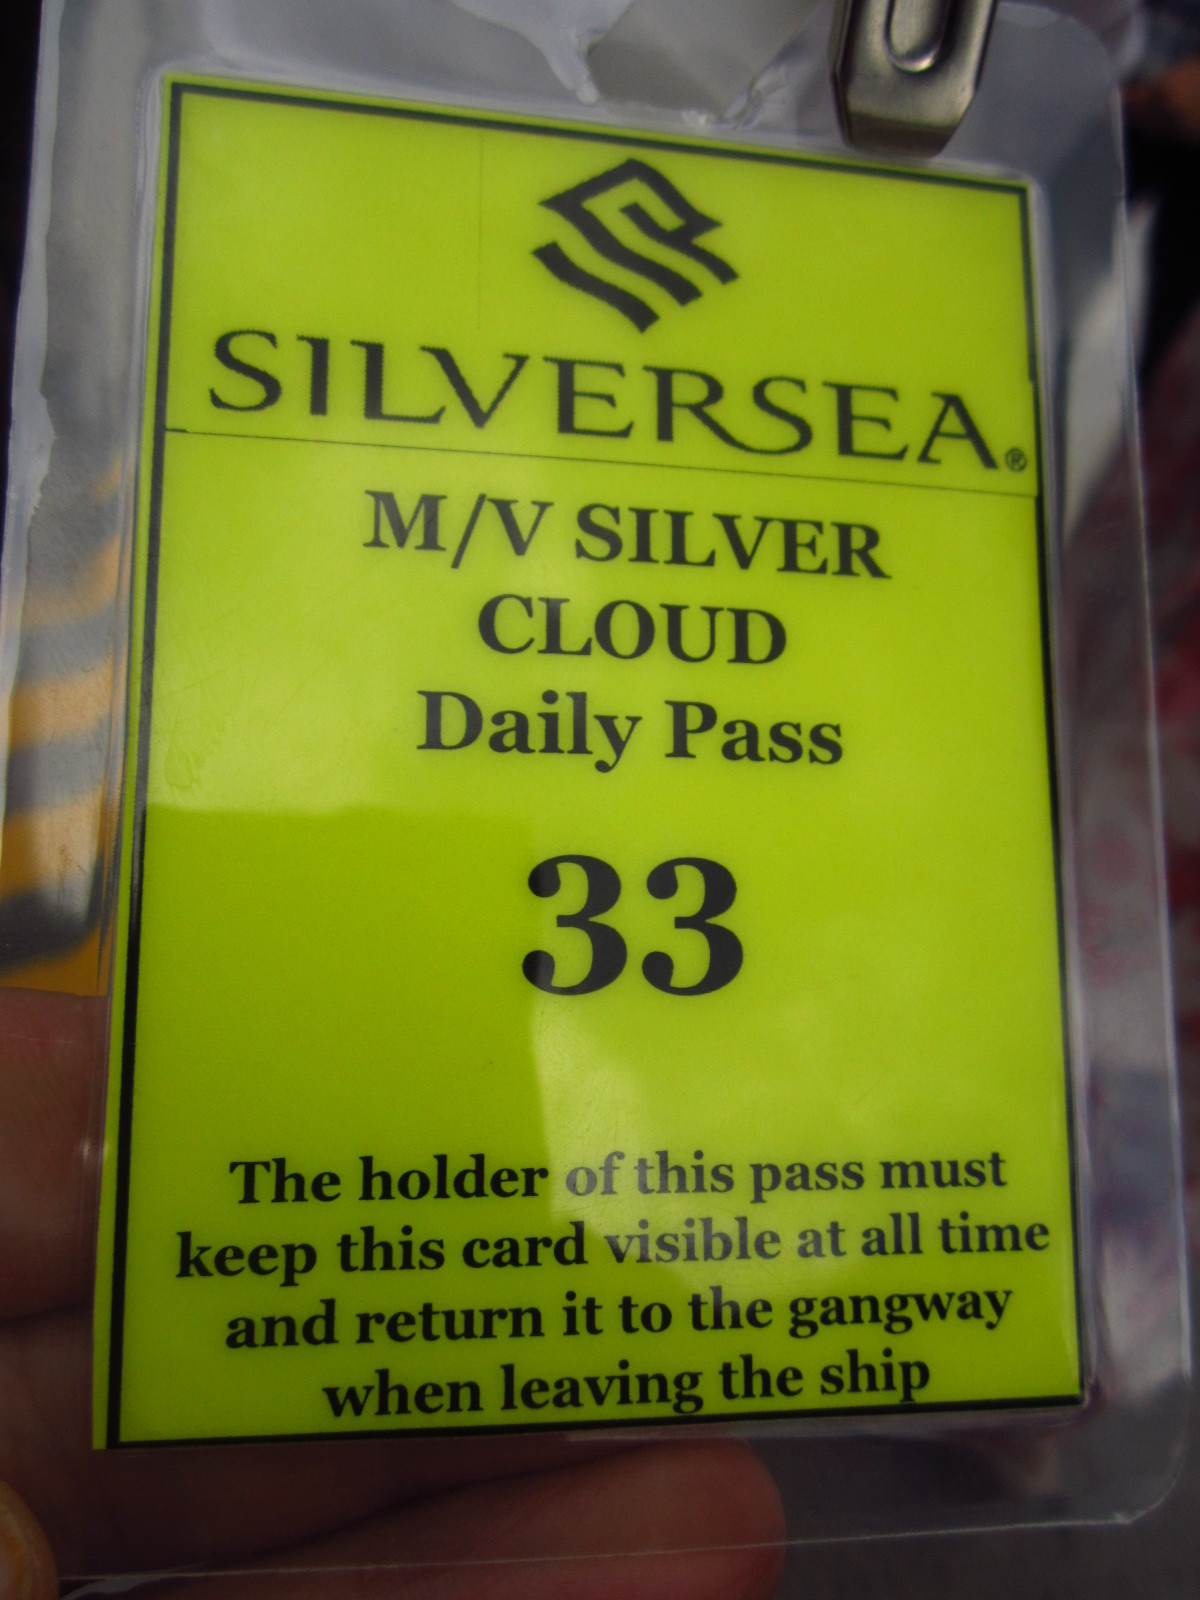 SILVERSEA®
M/V SILVER
CLOUD
Daily Pass
33
The holder of this pass must
keep this card visible at all time
and return it to the gangway
when leaving the ship